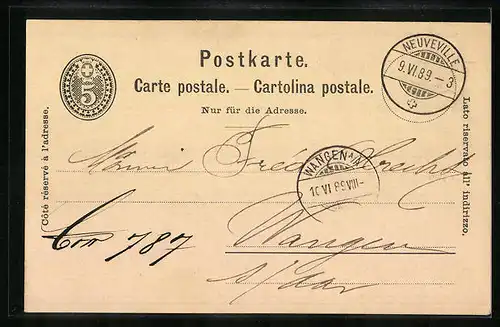 Postkarte.
Carte postale. — Cartolina postale.
Nur für die Adresse.
5
NEUVEVILLE
9.VI.89.-3
Côté réservé à l'adresse.
Lato riservato all' indirizzo.
WANGEN A/A
10 VI 89 VIII-
787
Wangen
s/Aar